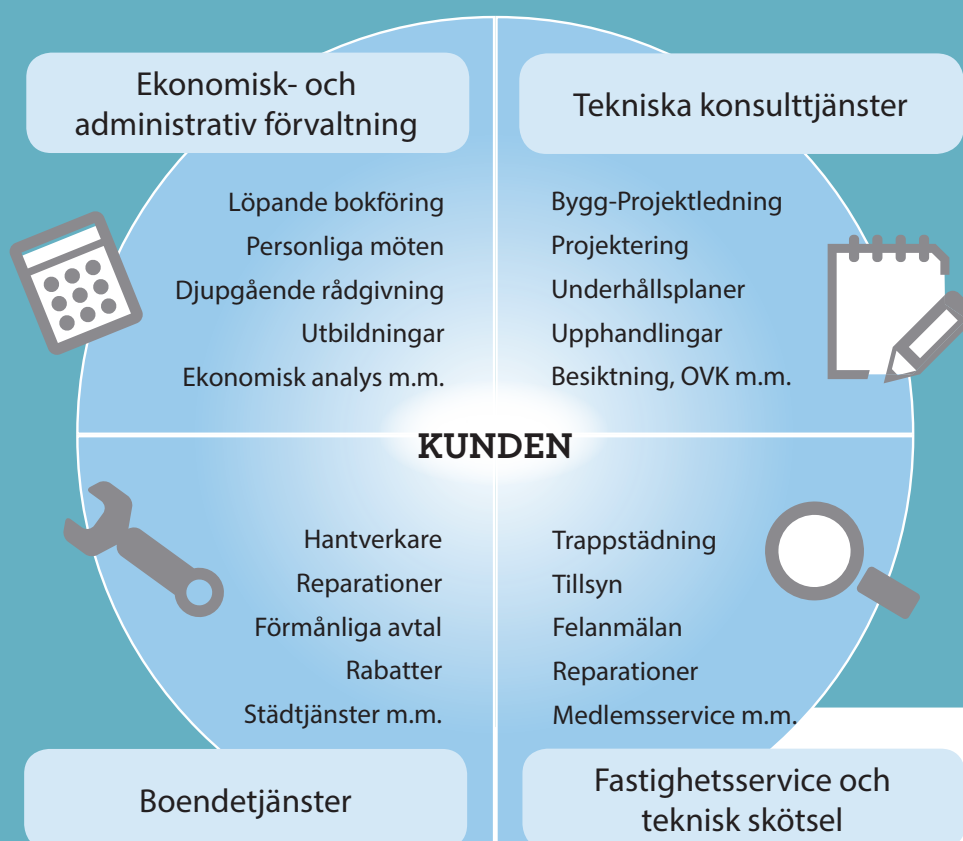 Ekonomisk- och
administrativ förvaltning
Löpande bokföring
Personliga möten
Djupgående rådgivning
Utbildningar
Ekonomisk analys m.m.
Tekniska konsulttjänster
Bygg-Projektledning
Projektering
Underhållsplaner
Upphandlingar
Besiktning, OVK m.m.
KUNDEN
Hantverkare
Reparationer
Förmånliga avtal
Rabatter
Städtjänster m.m.
Boendetjänster
Trappstädning
Tillsyn
Felanmälan
Reparationer
Medlemsservice m.m.
Fastighetsservice och
teknisk skötsel